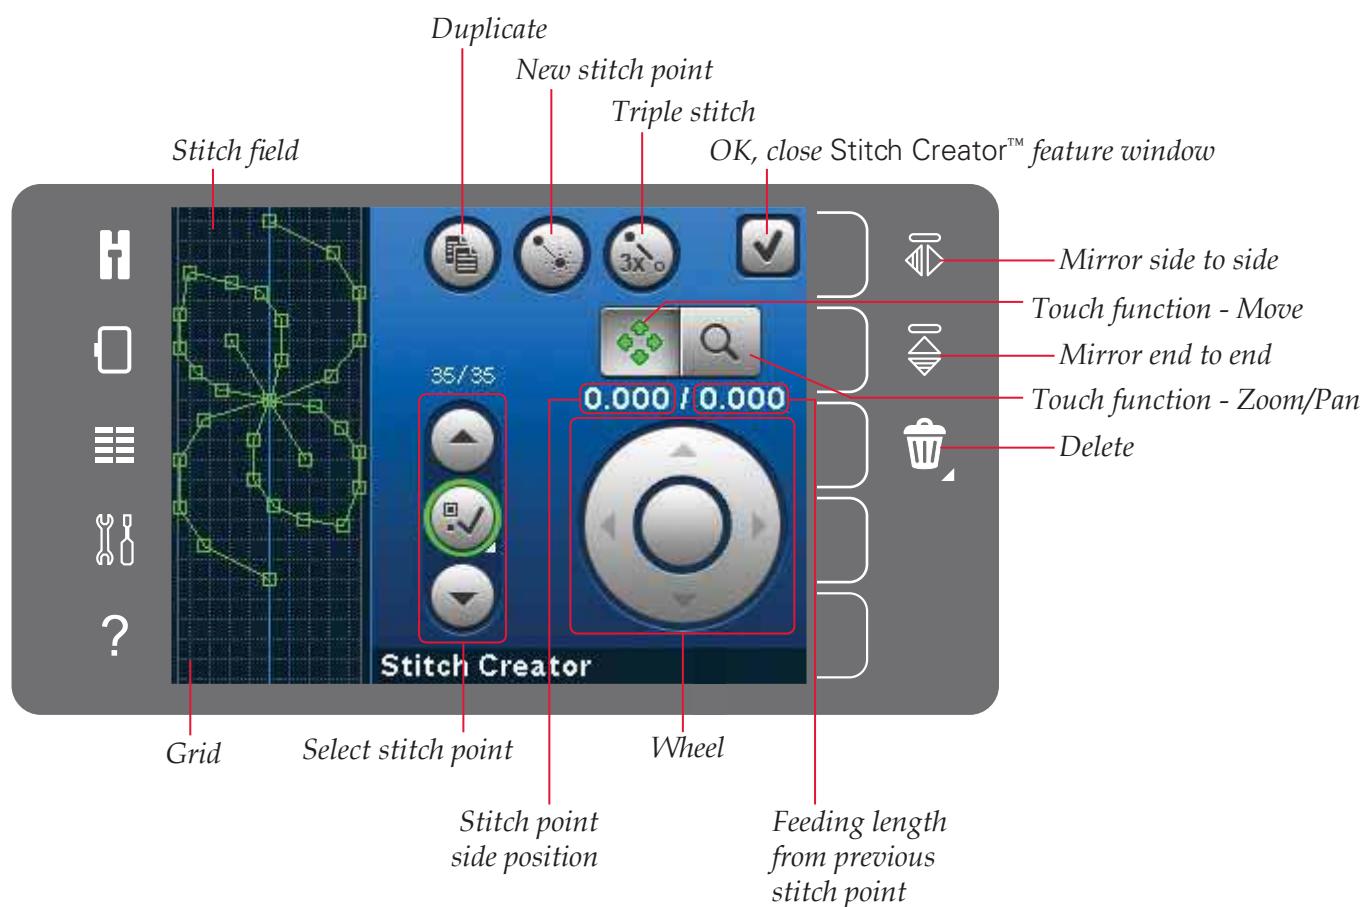 Duplicate
New stitch point
Triple stitch
Stitch field
OK, close Stitch Creator™ feature window
3x
Mirror side to side
Touch function - Move
Mirror end to end
35/35
0.000 / 0.000
Touch function - Zoom/Pan
Delete
?
Stitch Creator
Grid
Select stitch point
Wheel
Stitch point
side position
Feeding length
from previous
stitch point